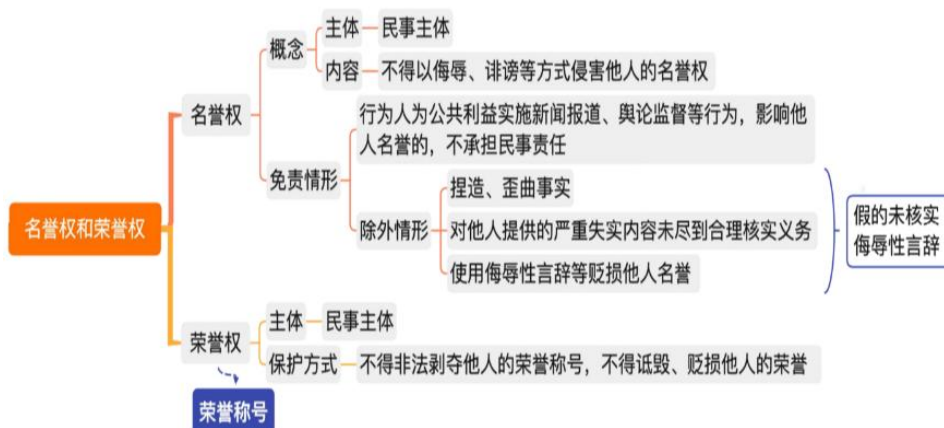 名誉权和荣誉权
名誉权
概念
主体
民事主体
内容
不得以侮辱、诽谤等方式侵害他人的名誉权
免责情形
行为人为公共利益实施新闻报道、舆论监督等行为，影响他
人名誉的，不承担民事责任
除外情形
捏造、歪曲事实
对他人提供的严重失实内容未尽到合理核实义务
使用侮辱性言辞等贬损他人名誉
假的未核实
侮辱性言辞
荣誉权
主体
民事主体
保护方式
不得非法剥夺他人的荣誉称号，不得诋毁、贬损他人的荣誉
荣誉称号